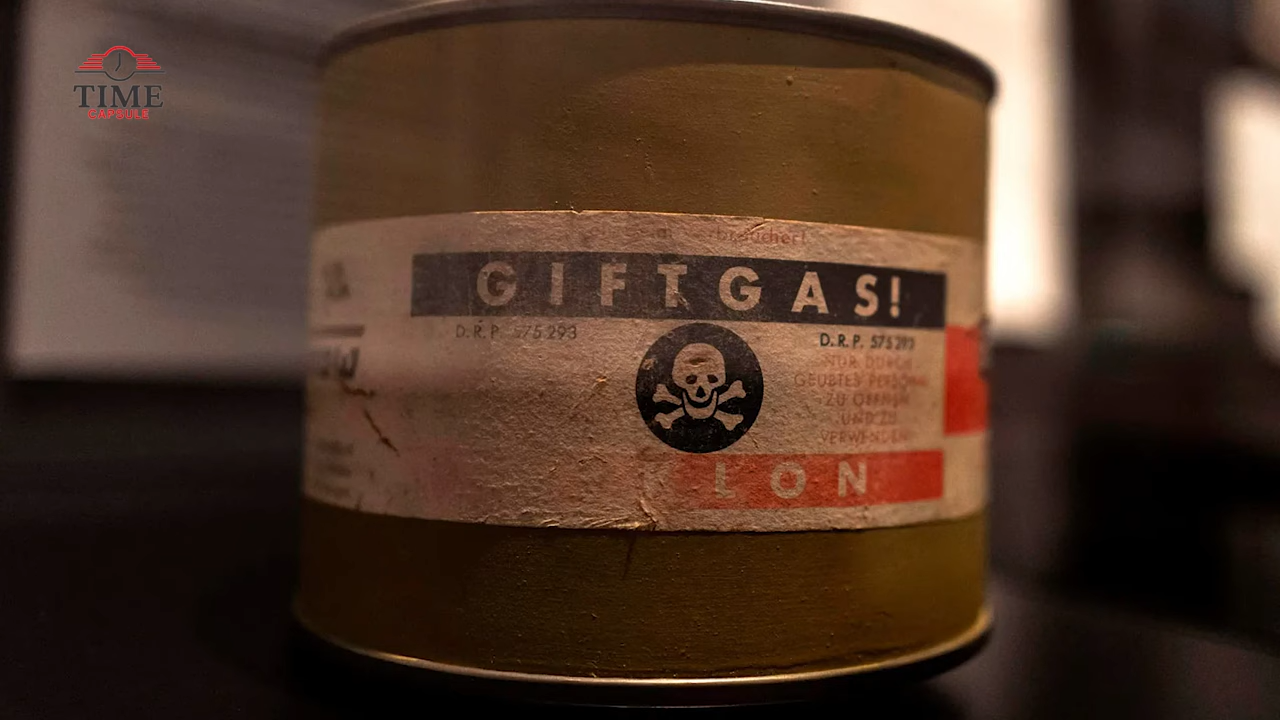 TIME
CAPSULE
GIFTGAS!
D.R.P. 575293
D.R.P. 575293
NUR DURCH
GEÜBTES PERSONAL
ZU ÖFFNEN
UND ZU
VERWENDEN
LON